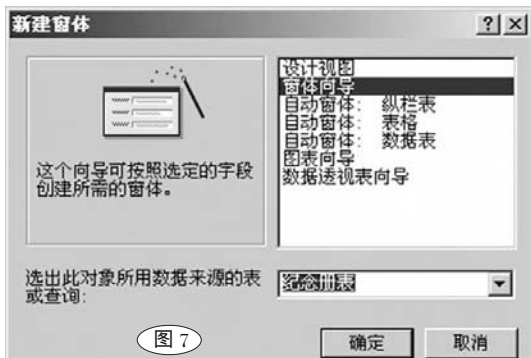 新建窗体
设计视图
窗体向导
自动窗体： 纵栏表
自动窗体： 表格
自动窗体： 数据表
图表向导
数据透视表向导
这个向导可按照选定的字段
创建所需的窗体。
选出此对象所用数据来源的表
或查询:
纪念册表
图 7
确定
取消